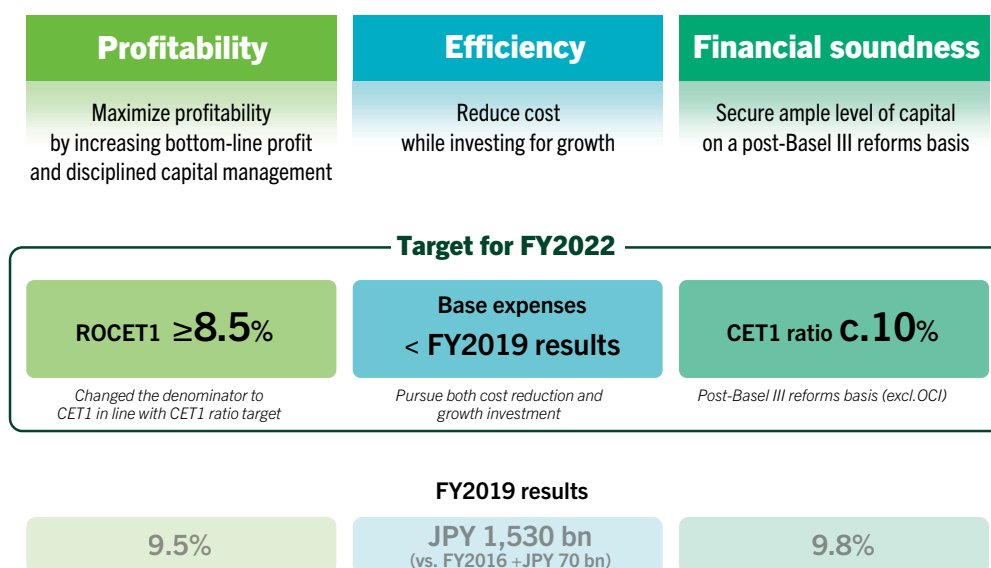 Profitability
Efficiency
Financial soundness
Maximize profitability
by increasing bottom-line profit
and disciplined capital management
Reduce cost
while investing for growth
Secure ample level of capital
on a post-Basel III reforms basis
Target for FY2022
ROCET1 ≥8.5%
Changed the denominator to
CET1 in line with CET1 ratio target
Base expenses
< FY2019 results
Pursue both cost reduction and
growth investment
CET1 ratio c.10%
Post-Basel III reforms basis (excl.OCI)
FY2019 results
9.5%
JPY 1,530 bn
(vs. FY2016 +JPY 70 bn)
9.8%